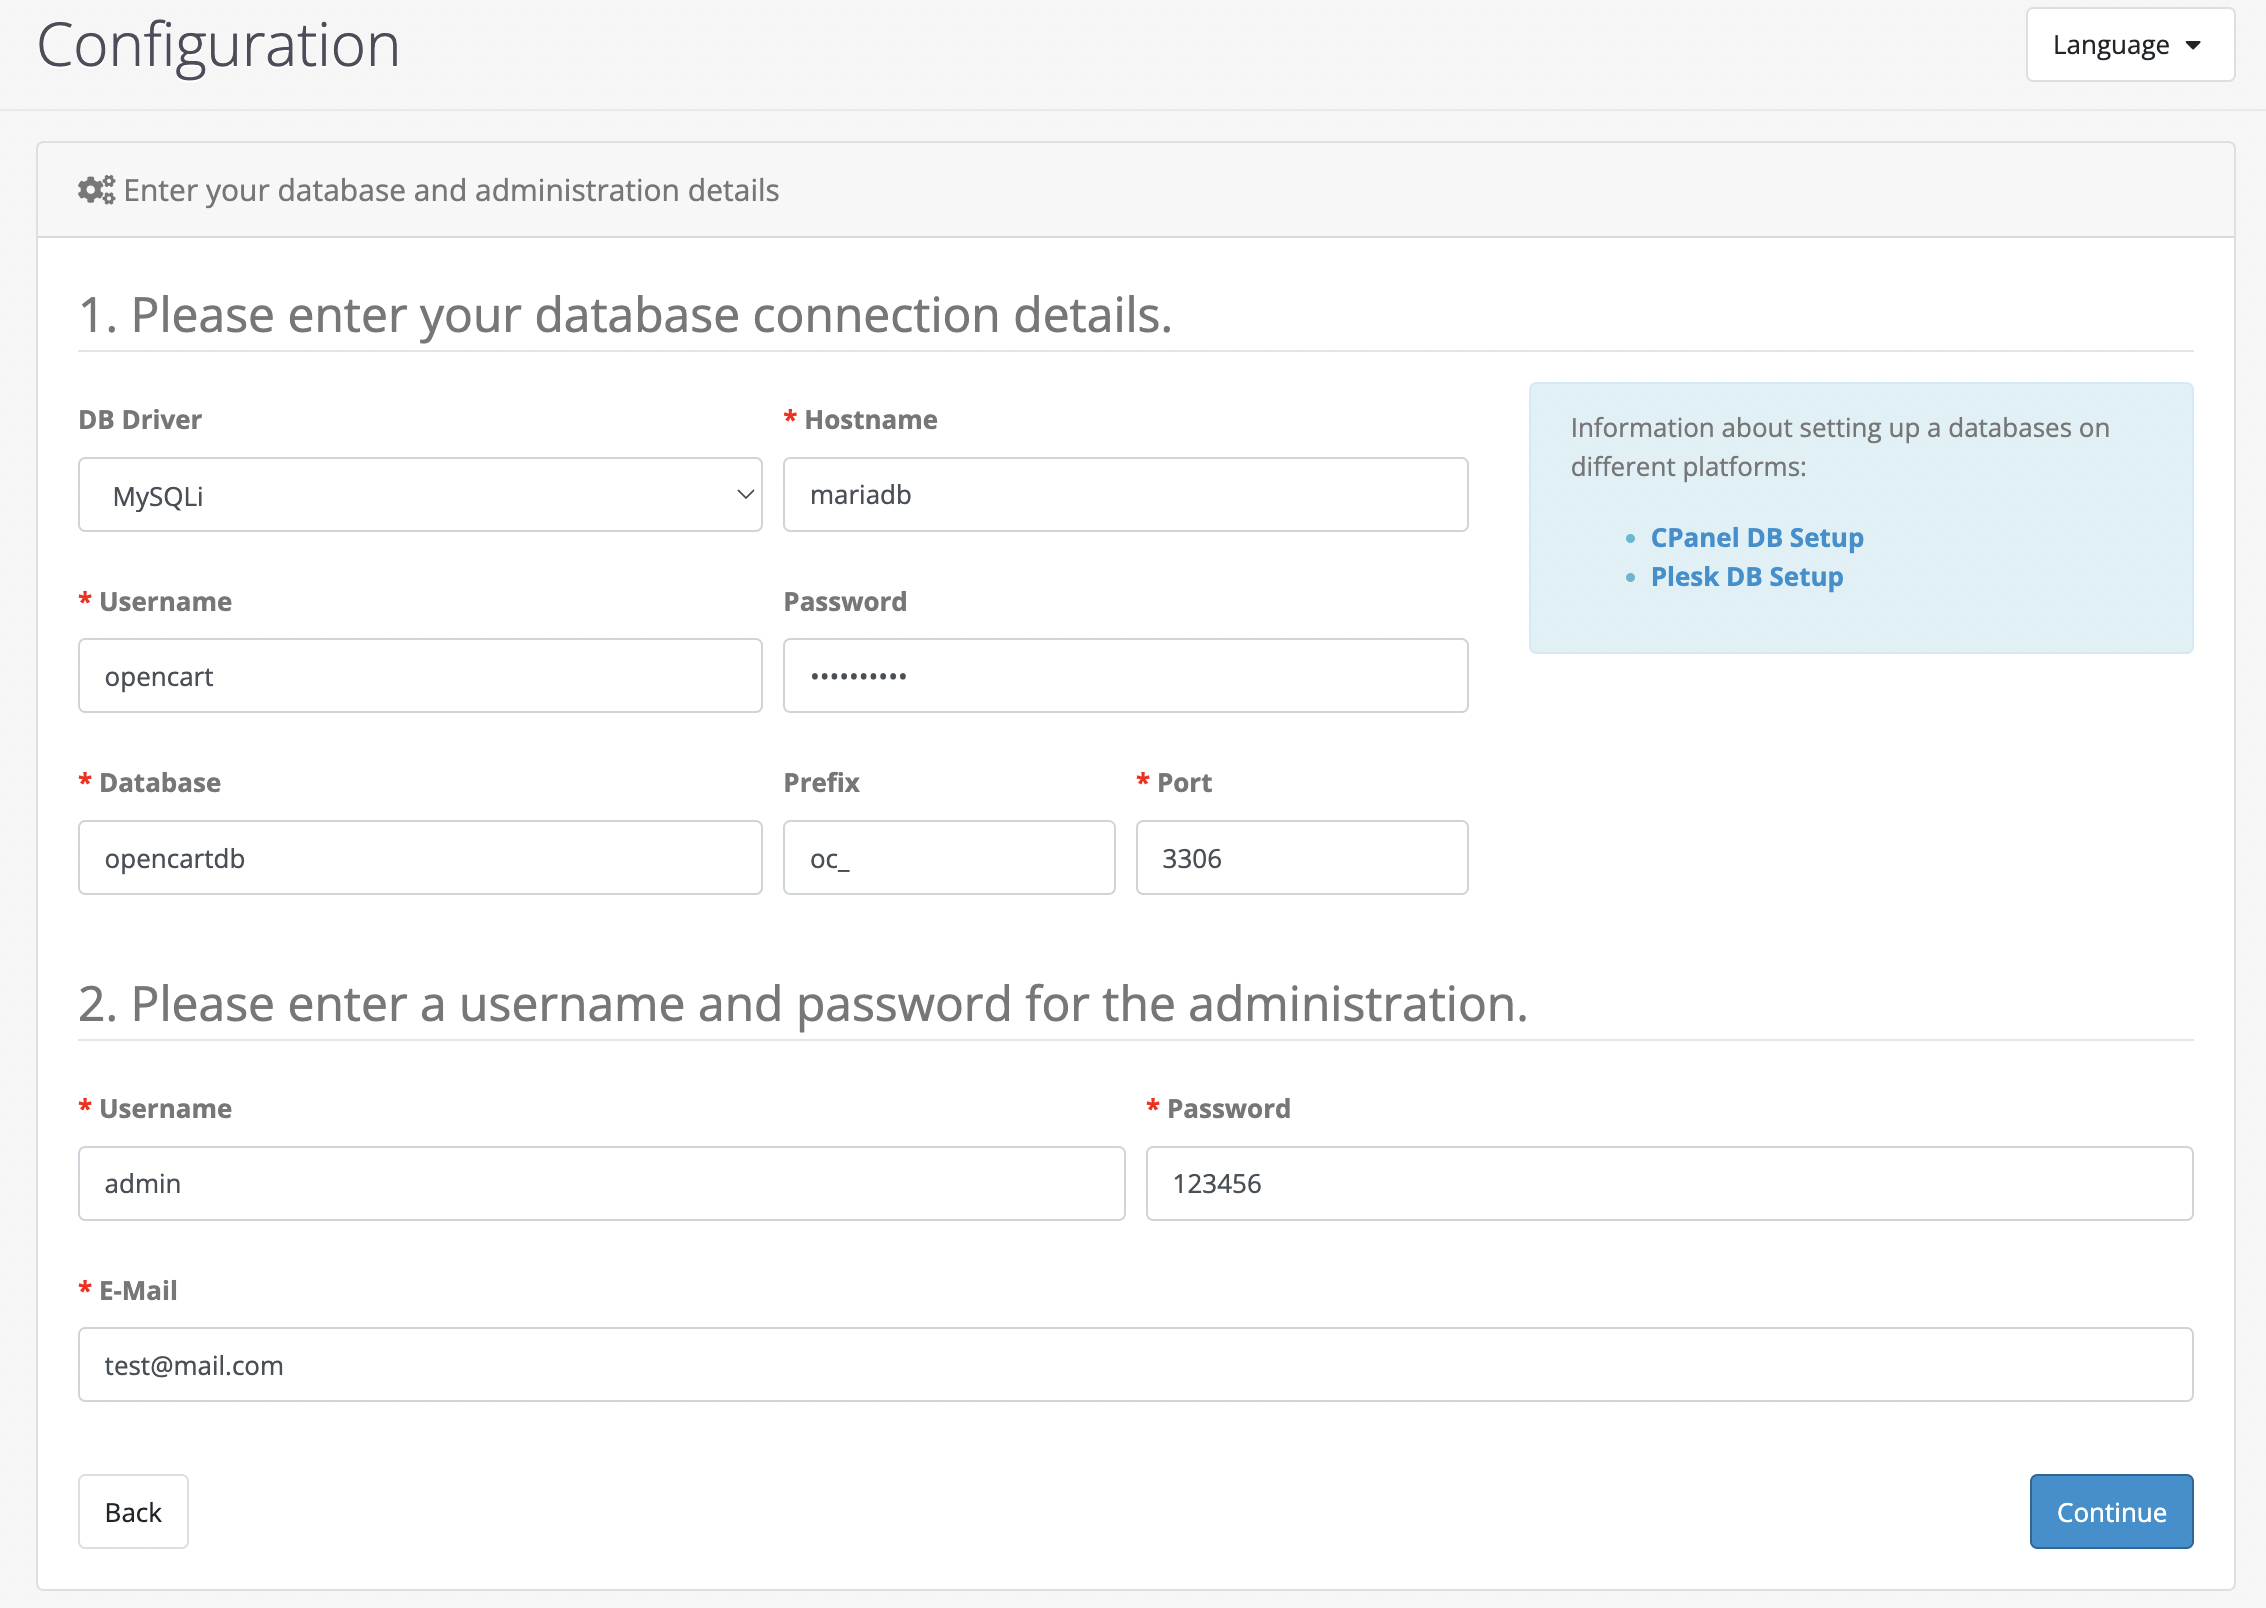 Configuration
Language
Enter your database and administration details
1. Please enter your database connection details.
DB Driver
* Hostname
MySQLi
mariadb
Information about setting up a databases on
different platforms:
• CPanel DB Setup
• Plesk DB Setup
* Username
Password
opencart
••••••••••
* Database
Prefix
* Port
opencartdb
oc_
3306
2. Please enter a username and password for the administration.
* Username
* Password
admin
123456
* E-Mail
test@mail.com
Back
Continue